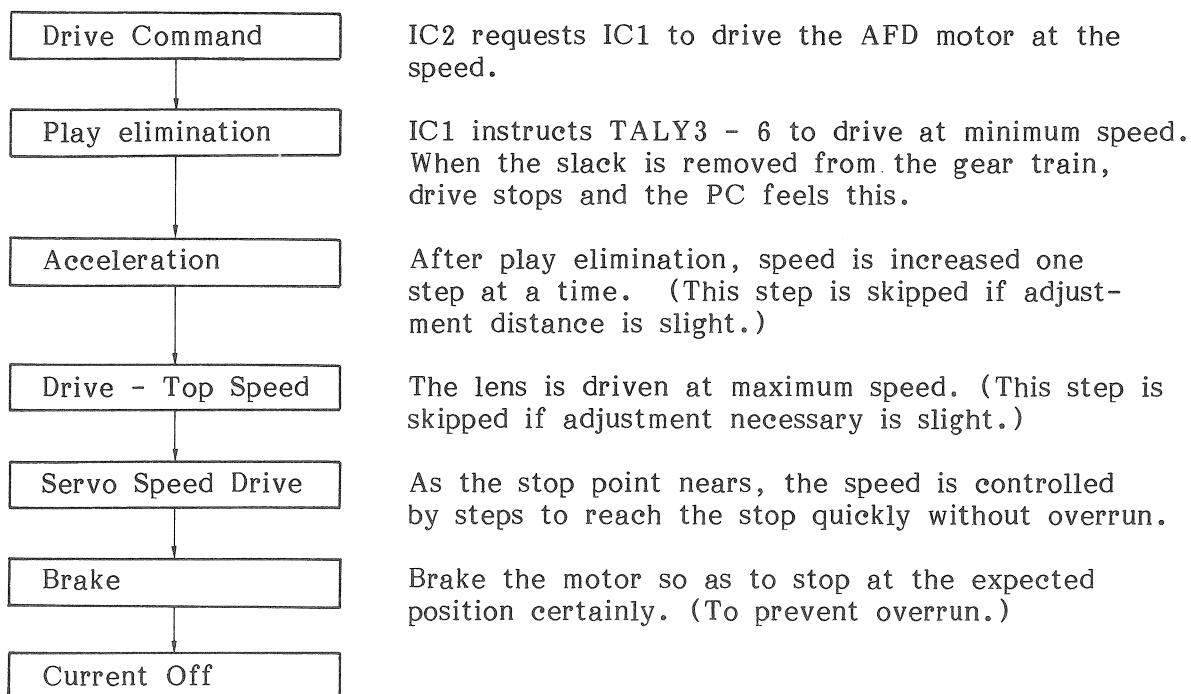 Drive Command
IC2 requests IC1 to drive the AFD motor at the
speed.
Play elimination
IC1 instructs TALY3 - 6 to drive at minimum speed.
When the slack is removed from the gear train,
drive stops and the PC feels this.
Acceleration
After play elimination, speed is increased one
step at a time. (This step is skipped if adjust-
ment distance is slight.)
Drive - Top Speed
The lens is driven at maximum speed. (This step is
skipped if adjustment necessary is slight.)
Servo Speed Drive
As the stop point nears, the speed is controlled
by steps to reach the stop quickly without overrun.
Brake
Brake the motor so as to stop at the expected
position certainly. (To prevent overrun.)
Current Off